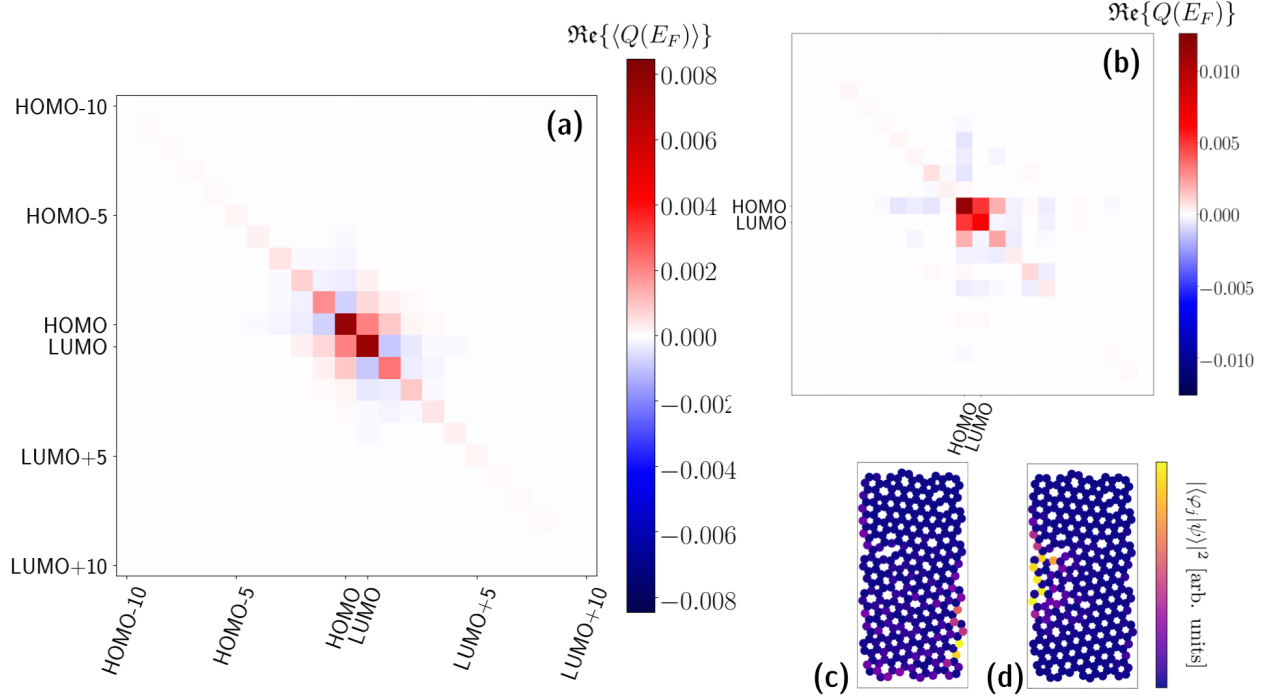 ℜ𝔢{⟨Q(E_F)⟩}
(a)
0.008
0.006
0.004
0.002
0.000
−0.002
−0.004
−0.006
−0.008
HOMO-10
HOMO-5
HOMO
LUMO
LUMO+5
LUMO+10
HOMO-10
HOMO-5
HOMO
LUMO
LUMO+5
LUMO+10
ℜ𝔢{Q(E_F)}
(b)
0.010
0.005
0.000
−0.005
−0.010
HOMO
LUMO
HOMO
LUMO
(c)
(d)
|⟨φ_j|ψ⟩|² [arb. units]